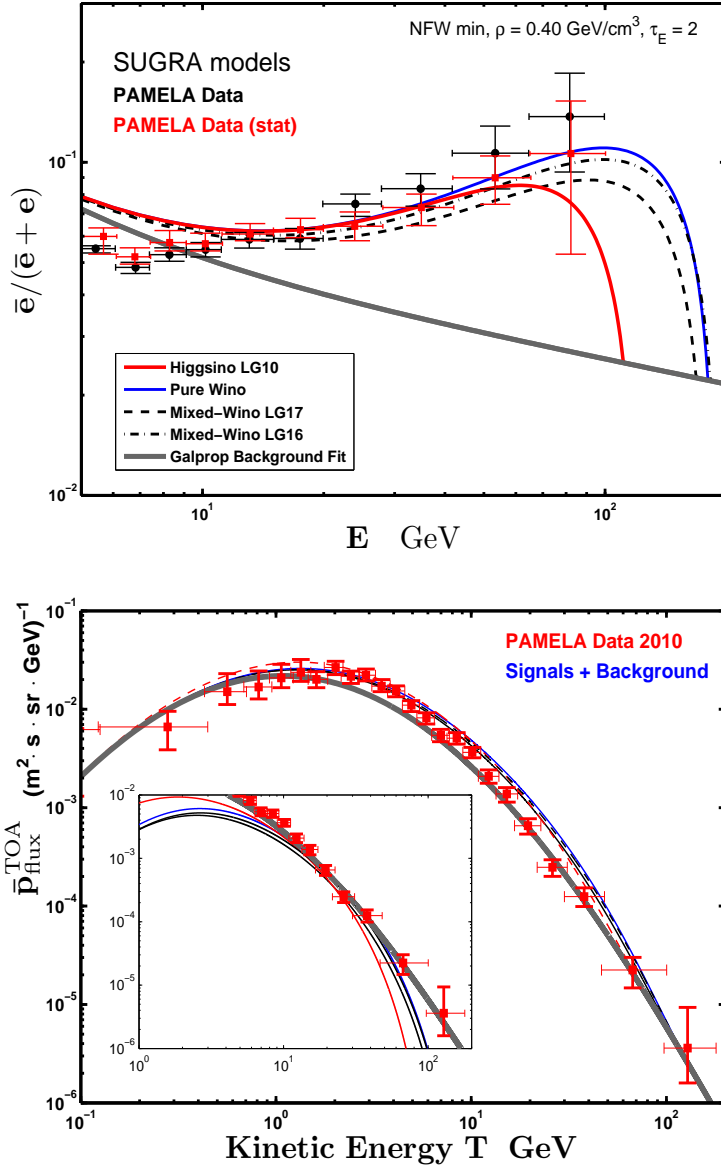 NFW min, ρ = 0.40 GeV/cm³, τ_E = 2
SUGRA models
PAMELA Data
PAMELA Data (stat)
10⁻¹
ē/(ē + e)
Higgsino LG10
Pure Wino
Mixed−Wino LG17
Mixed−Wino LG16
Galprop Background Fit
10⁻²
10¹ 10²
E GeV
10⁻¹
PAMELA Data 2010
Signals + Background
10⁻²
10⁻³
10⁻⁴
10⁻⁵
10⁻⁶
p̄_flux^TOA (m² · s · sr · GeV)⁻¹
10⁻²
10⁻³
10⁻⁴
10⁻⁵
10⁻⁶
10⁰ 10¹ 10²
10⁻¹ 10⁰ 10¹ 10²
Kinetic Energy T GeV